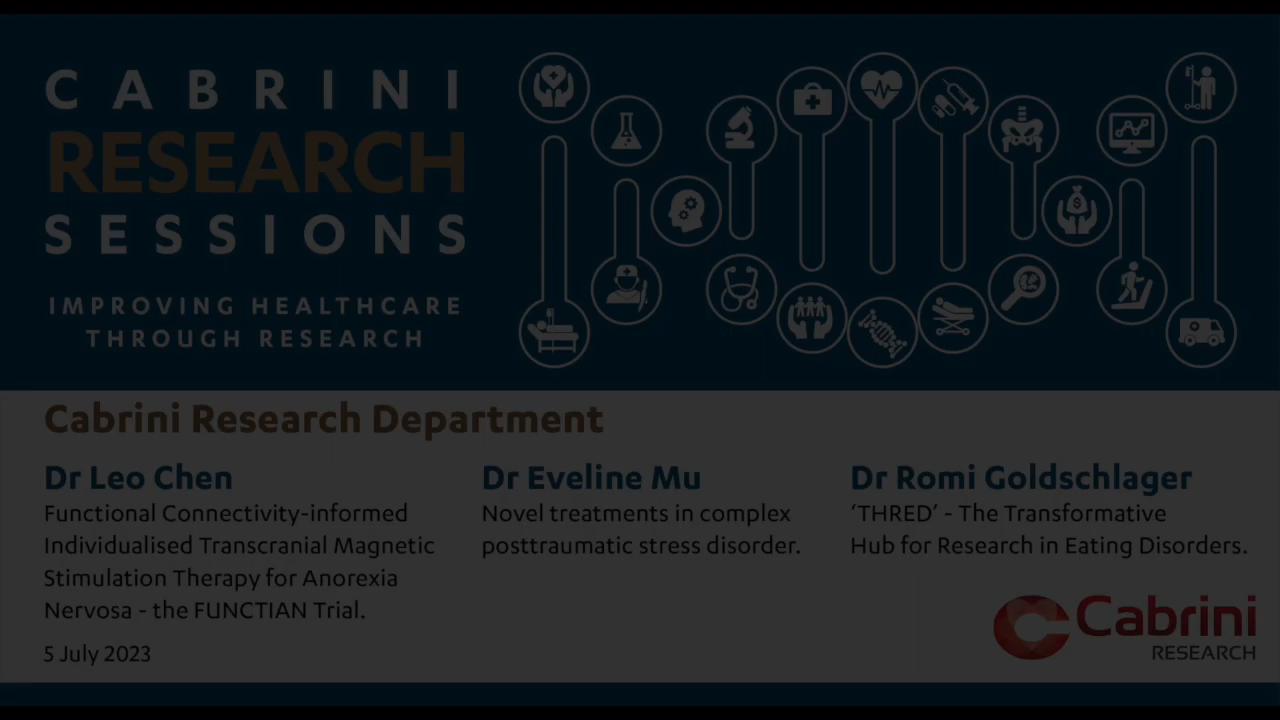 CABRINI
RESEARCH
SESSIONS
IMPROVING HEALTHCARE
THROUGH RESEARCH
Cabrini Research Department
Dr Leo Chen
Functional Connectivity-informed
Individualised Transcranial Magnetic
Stimulation Therapy for Anorexia
Nervosa - the FUNCTIAN Trial.
Dr Eveline Mu
Novel treatments in complex
posttraumatic stress disorder.
Dr Romi Goldschlager
‘THRED’ - The Transformative
Hub for Research in Eating Disorders.
5 July 2023
Cabrini
RESEARCH